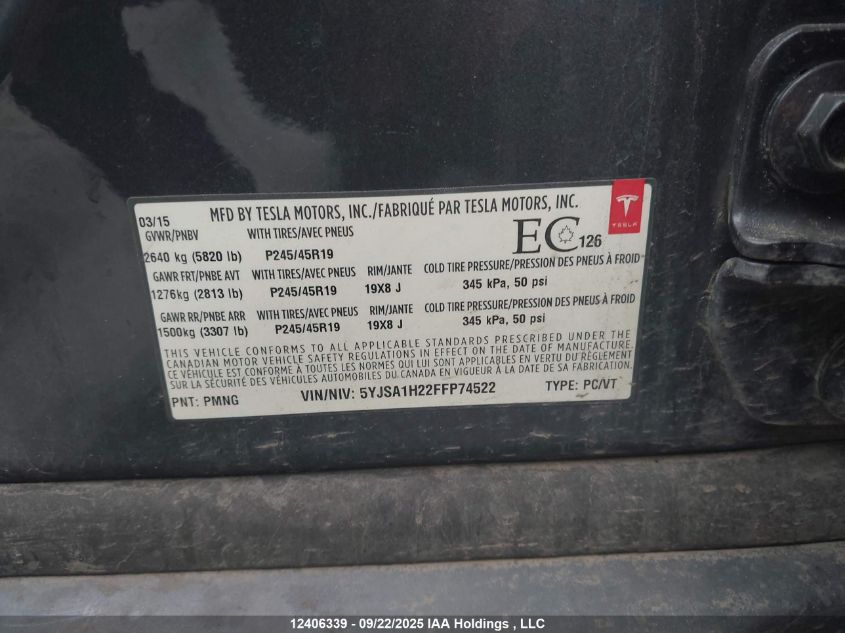 03/15 MFD BY TESLA MOTORS, INC./FABRIQUÉ PAR TESLA MOTORS, INC.
GVWR/PNBV WITH TIRES/AVEC PNEUS
EC 126
TESLA
2640 kg (5820 lb) P245/45R19
GAWR FRT/PNBE AVT WITH TIRES/AVEC PNEUS RIM/JANTE COLD TIRE PRESSURE/PRESSION DES PNEUS À FROID
1276kg (2813 lb) P245/45R19 19X8 J 345 kPa, 50 psi
GAWR RR/PNBE ARR WITH TIRES/AVEC PNEUS RIM/JANTE COLD TIRE PRESSURE/PRESSION DES PNEUS À FROID
1500kg (3307 lb) P245/45R19 19X8 J 345 kPa, 50 psi
THIS VEHICLE CONFORMS TO ALL APPLICABLE STANDARDS PRESCRIBED UNDER THE
CANADIAN MOTOR VEHICLE SAFETY REGULATIONS IN EFFECT ON THE DATE OF MANUFACTURE.
CE VÉHICULE EST CONFORME À TOUTES LES NORMES QUI LUI SONT APPLICABLES EN VERTU DU RÈGLEMENT
SUR LA SÉCURITÉ DES VÉHICULES AUTOMOBILES DU CANADA EN VIGUEUR À LA DATE DE SA FABRICATION.
PNT: PMNG VIN/NIV: 5YJSA1H22FFP74522 TYPE: PC/VT
12406339 - 09/22/2025 IAA Holdings , LLC